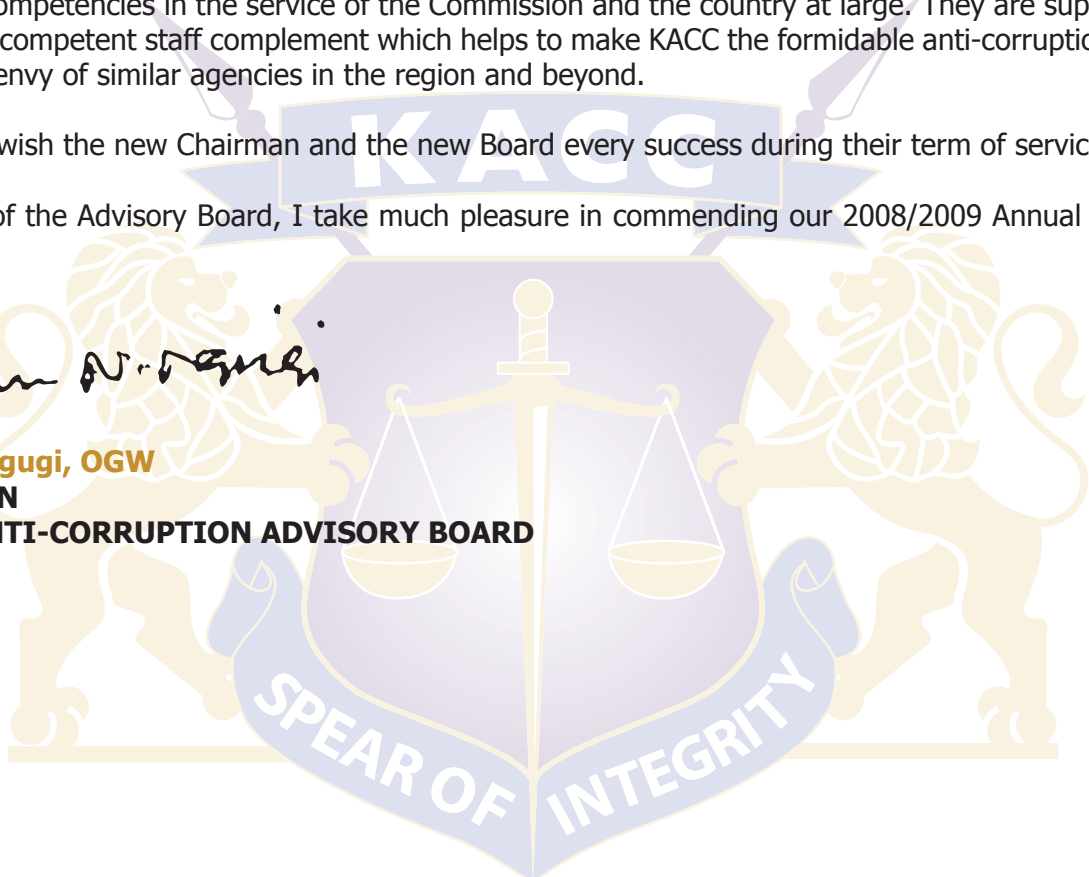 ompetencies in the service of the Commission and the country at large. They are sup
competent staff complement which helps to make KACC the formidable anti-corruptio
envy of similar agencies in the region and beyond.
wish the new Chairman and the new Board every success during their term of servic
of the Advisory Board, I take much pleasure in commending our 2008/2009 Annual
gugi, OGW
N
NTI-CORRUPTION ADVISORY BOARD
KACC
SPEAR OF INTEGRITY